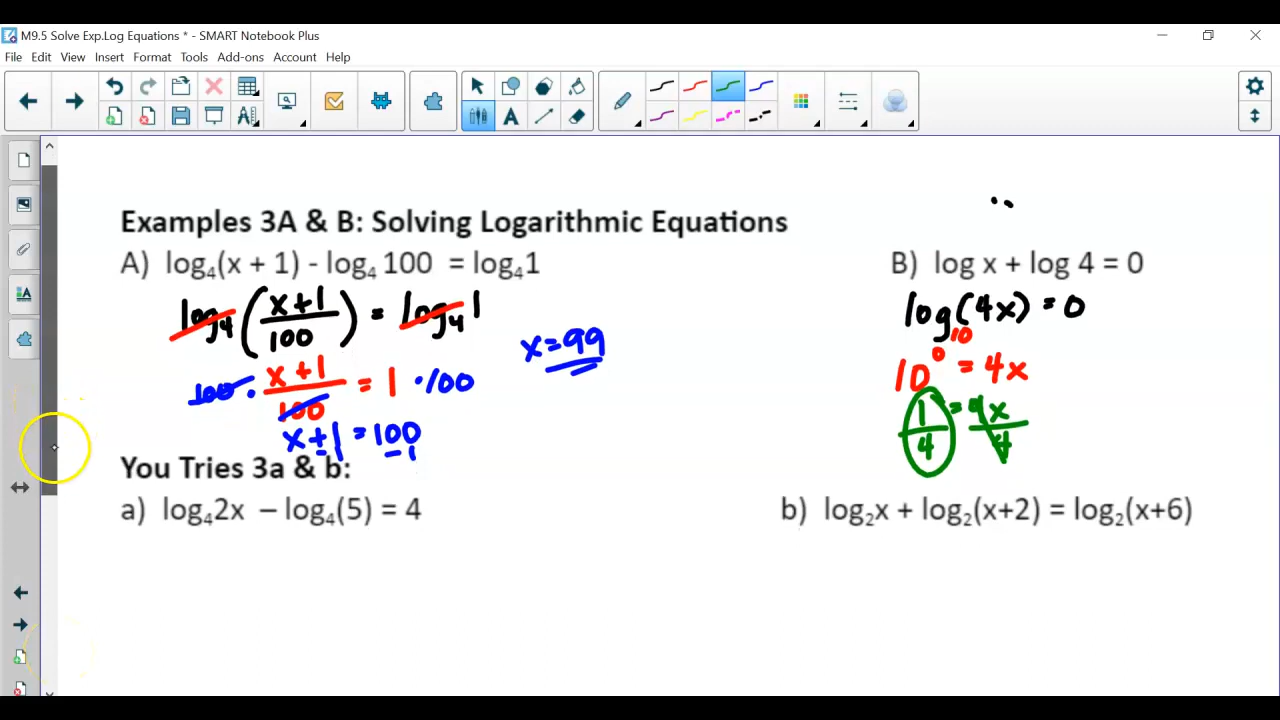 M9.5 Solve Exp.Log Equations * - SMART Notebook Plus
File Edit View Insert Format Tools Add-ons Account Help
Examples 3A & B: Solving Logarithmic Equations
A) log₄(x + 1) - log₄ 100 = log₄1
B) log x + log 4 = 0
log₄ (x+1/100) = log₄ 1
log₁₀(4x) = 0
x=99
100 · x+1/100 = 1 ·100
10⁰ = 4x
x+1 = 100
-1 -1
1/4 = 4x/4
You Tries 3a & b:
a) log₄2x – log₄(5) = 4
b) log₂x + log₂(x+2) = log₂(x+6)